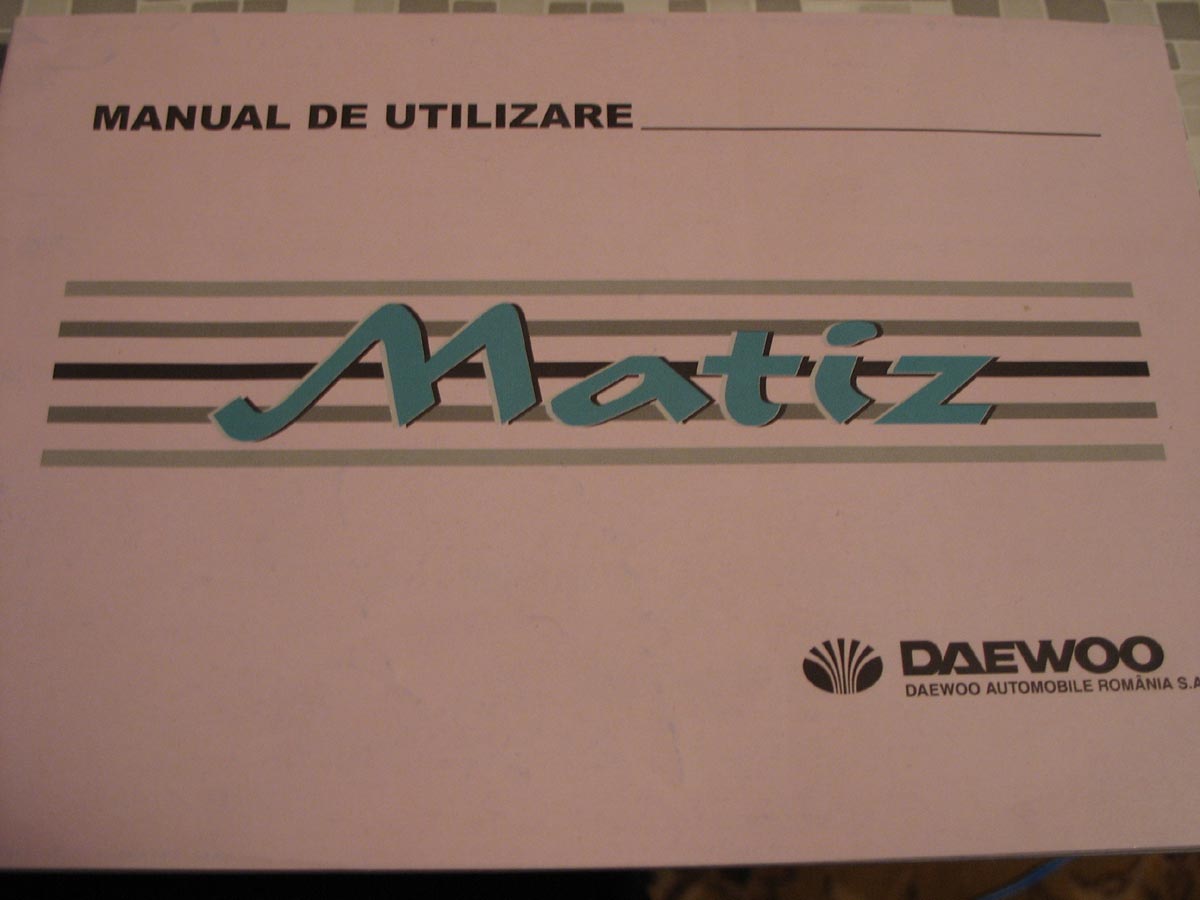 MANUAL DE UTILIZARE
Matiz
DAEWOO
DAEWOO AUTOMOBILE ROMÂNIA S.A